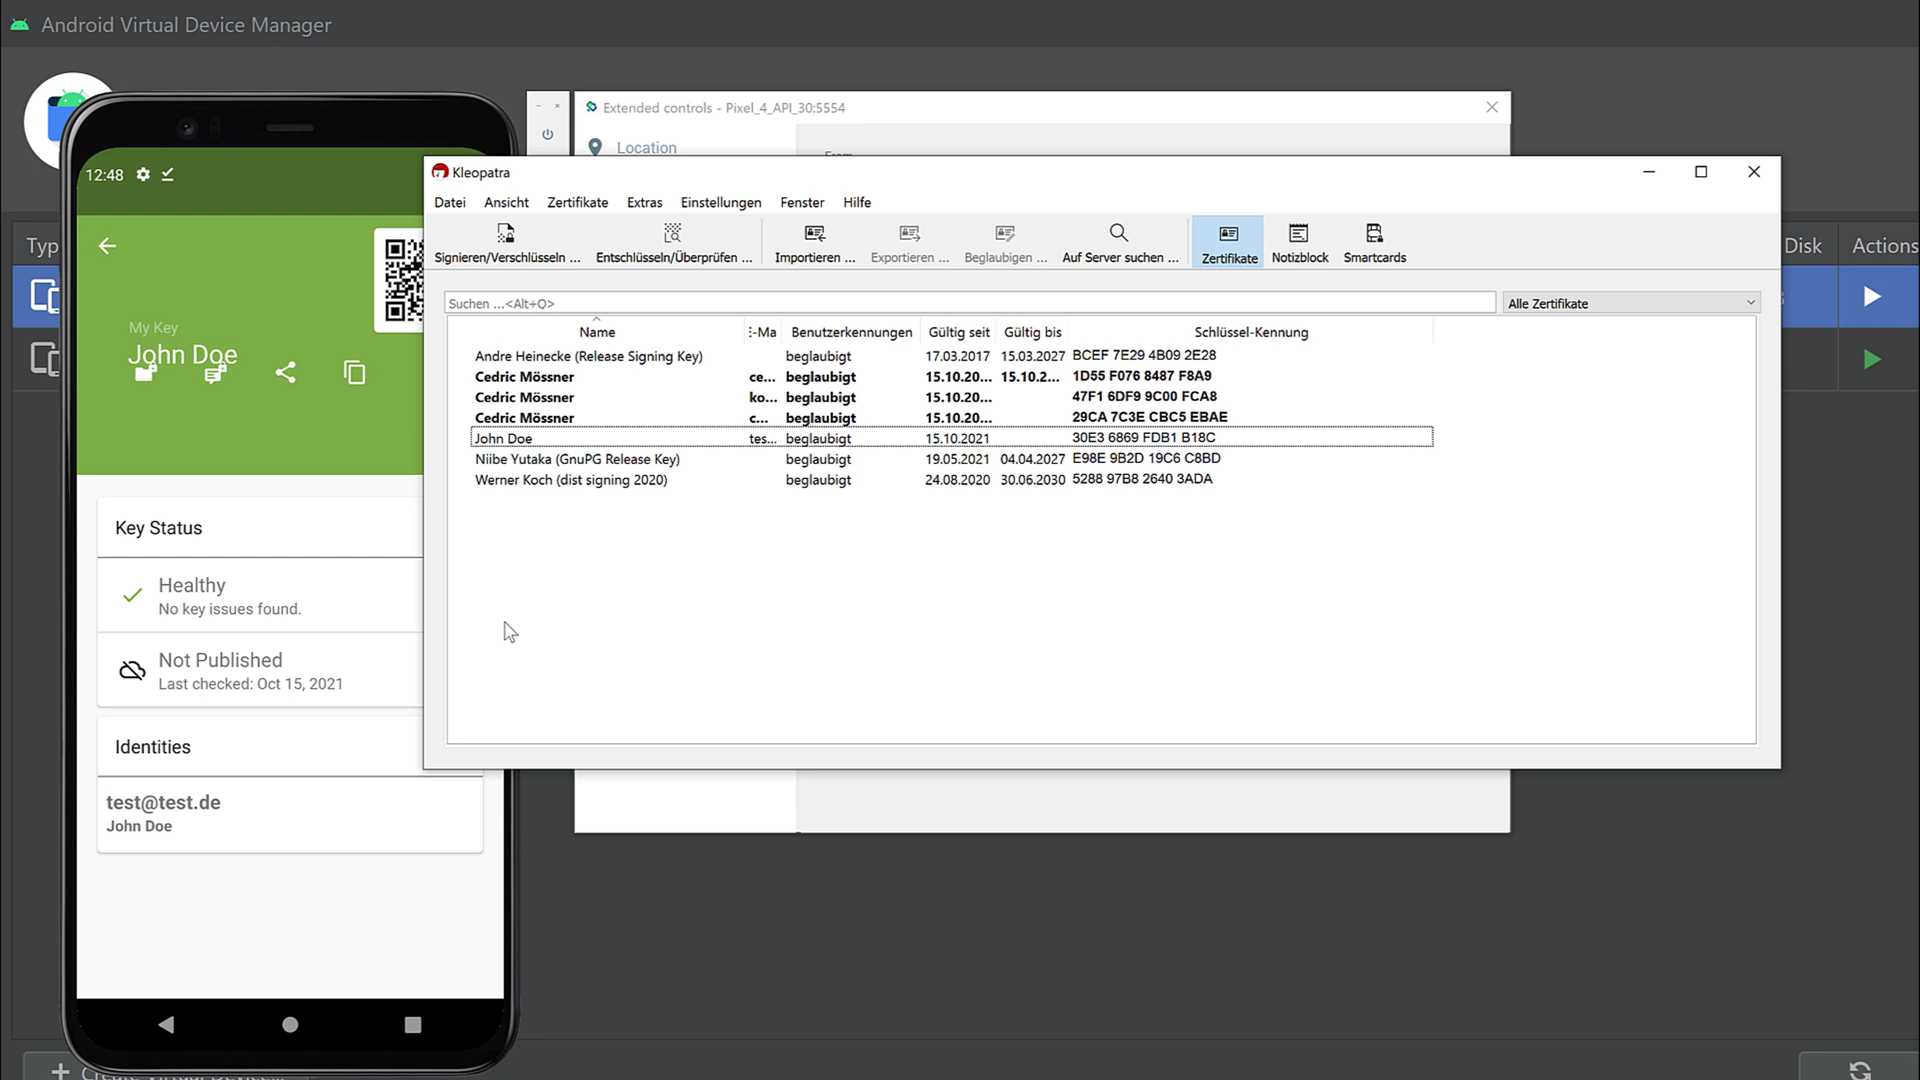 Android Virtual Device Manager
Extended controls - Pixel_4_API_30:5554
Location
Kleopatra
Datei Ansicht Zertifikate Extras Einstellungen Fenster Hilfe
Signieren/Verschlüsseln ... Entschlüsseln/Überprüfen ... Importieren ... Exportieren ... Beglaubigen ... Auf Server suchen ... Zertifikate Notizblock Smartcards
Suchen ...<Alt+Q> Alle Zertifikate
Name E-Ma Benutzerkennungen Gültig seit Gültig bis Schlüssel-Kennung
Andre Heinecke (Release Signing Key) beglaubigt 17.03.2017 15.03.2027 BCEF 7E29 4B09 2E28
Cedric Mössner ce... beglaubigt 15.10.20... 15.10.2... 1D55 F076 8487 F8A9
Cedric Mössner ko... beglaubigt 15.10.20... 47F1 6DF9 9C00 FCA8
Cedric Mössner c... beglaubigt 15.10.20... 29CA 7C3E CBC5 EBAE
John Doe tes... beglaubigt 15.10.2021 30E3 6869 FDB1 B18C
Niibe Yutaka (GnuPG Release Key) beglaubigt 19.05.2021 04.04.2027 E98E 9B2D 19C6 C8BD
Werner Koch (dist signing 2020) beglaubigt 24.08.2020 30.06.2030 5288 97B8 2640 3ADA
Typ Disk Actions
12:48
My Key
John Doe
Key Status
Healthy
No key issues found.
Not Published
Last checked: Oct 15, 2021
Identities
test@test.de
John Doe